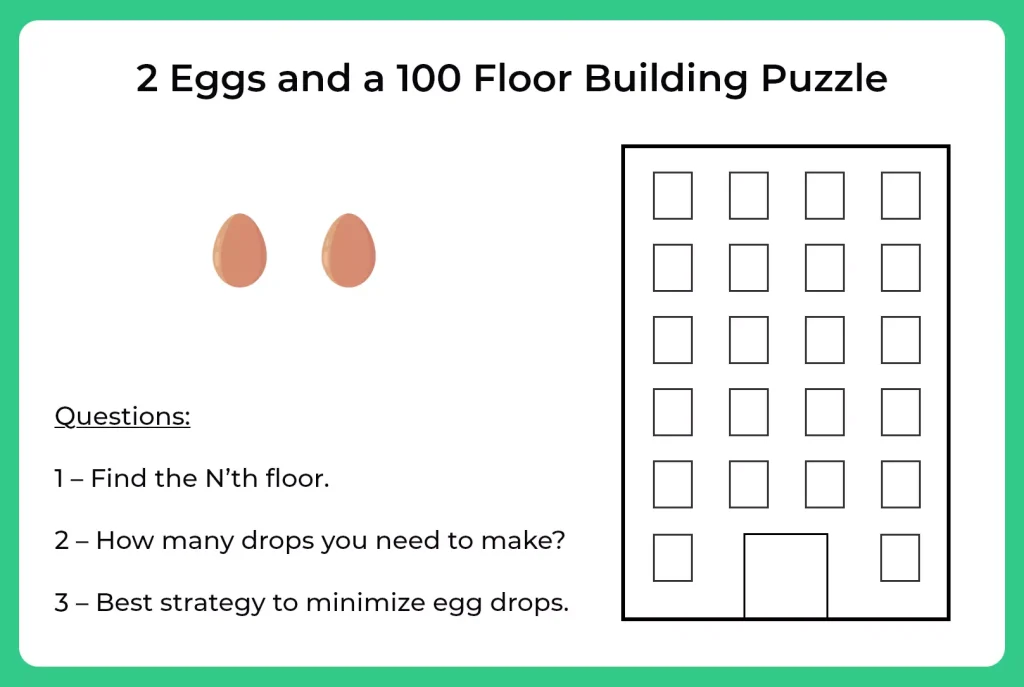 2 Eggs and a 100 Floor Building Puzzle
Questions:
1 – Find the N’th floor.
2 – How many drops you need to make?
3 – Best strategy to minimize egg drops.